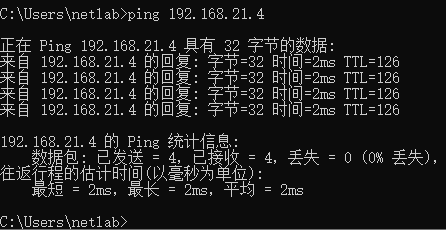 C:\Users\netlab>ping 192.168.21.4
正在 Ping 192.168.21.4 具有 32 字节的数据:
来自 192.168.21.4 的回复: 字节=32 时间=2ms TTL=126
来自 192.168.21.4 的回复: 字节=32 时间=2ms TTL=126
来自 192.168.21.4 的回复: 字节=32 时间=2ms TTL=126
来自 192.168.21.4 的回复: 字节=32 时间=2ms TTL=126
192.168.21.4 的 Ping 统计信息:
数据包: 已发送 = 4，已接收 = 4，丢失 = 0 (0% 丢失)，
往返行程的估计时间(以毫秒为单位):
最短 = 2ms，最长 = 2ms，平均 = 2ms
C:\Users\netlab>